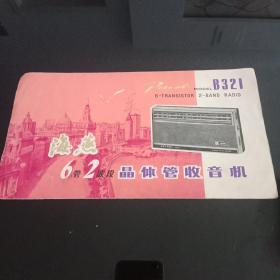 MODEL B321
6-TRANSISTOR 2-BAND RADIO
海燕
6管2波段 晶体管收音机